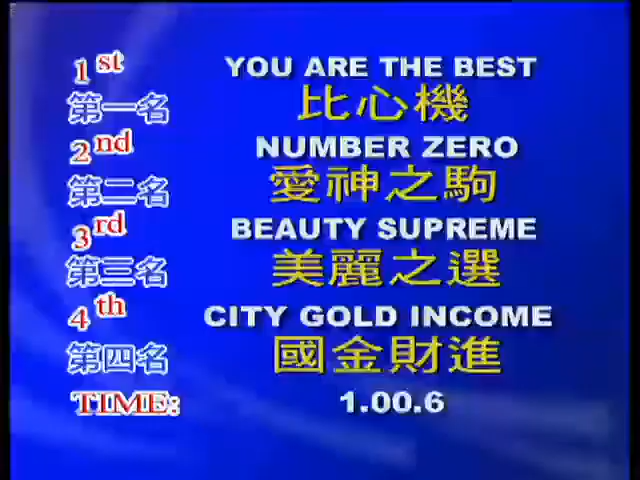 1st YOU ARE THE BEST
第一名 比心機
2nd NUMBER ZERO
第二名 愛神之駒
3rd BEAUTY SUPREME
第三名 美麗之選
4th CITY GOLD INCOME
第四名 國金財進
TIME: 1.00.6